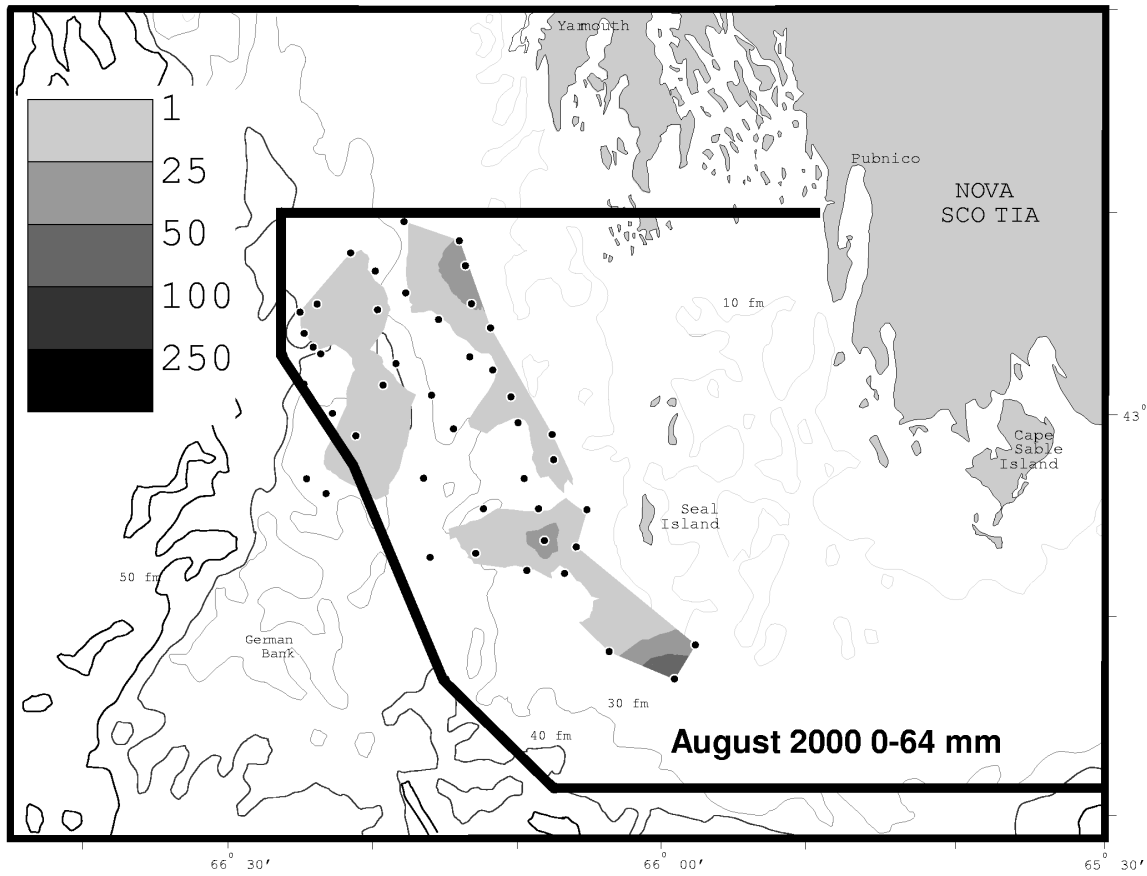 Yarmouth
1
25
50
100
250
Pubnico
NOVA
SCO TIA
10 fm
43°
Cape
Sable
Island
Seal
Island
50 fm
German
Bank
30 fm
40 fm
August 2000 0-64 mm
66° 30′
66° 00′
65° 30′